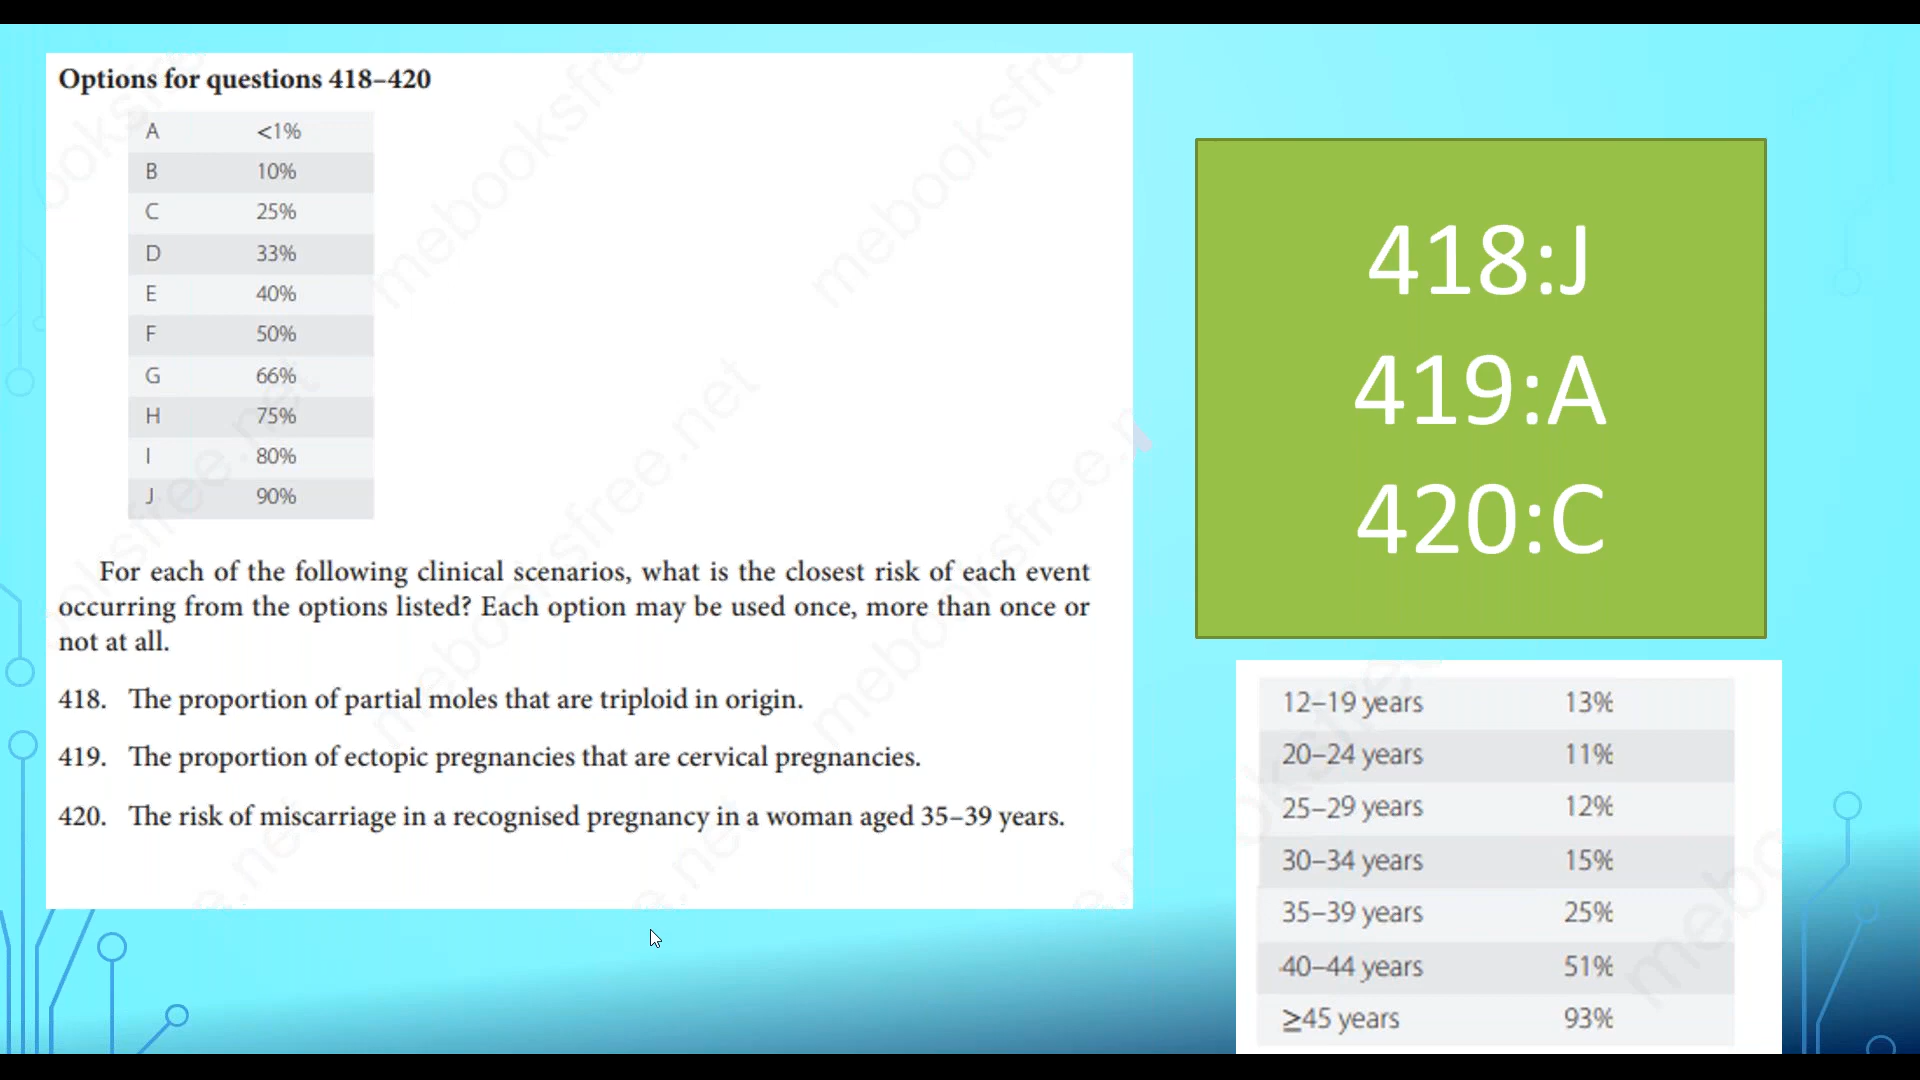 Options for questions 418–420
A <1%
B 10%
C 25%
D 33%
E 40%
F 50%
G 66%
H 75%
I 80%
J 90%
For each of the following clinical scenarios, what is the closest risk of each event
occurring from the options listed? Each option may be used once, more than once or
not at all.
418. The proportion of partial moles that are triploid in origin.
419. The proportion of ectopic pregnancies that are cervical pregnancies.
420. The risk of miscarriage in a recognised pregnancy in a woman aged 35–39 years.
418:J
419:A
420:C
12–19 years 13%
20–24 years 11%
25–29 years 12%
30–34 years 15%
35–39 years 25%
40–44 years 51%
≥45 years 93%
mebooksfree.net